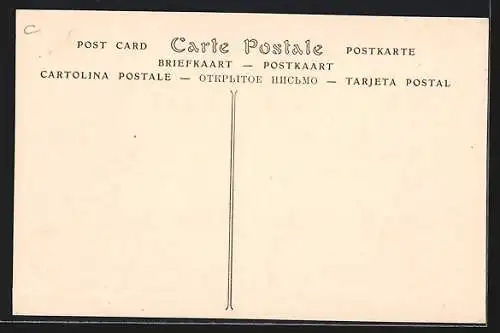 C
POST CARD Carte Postale POSTKARTE
BRIEFKAART — POSTKAART
CARTOLINA POSTALE — ОТКРЫТОЕ ПИСЬМО — TARJETA POSTAL